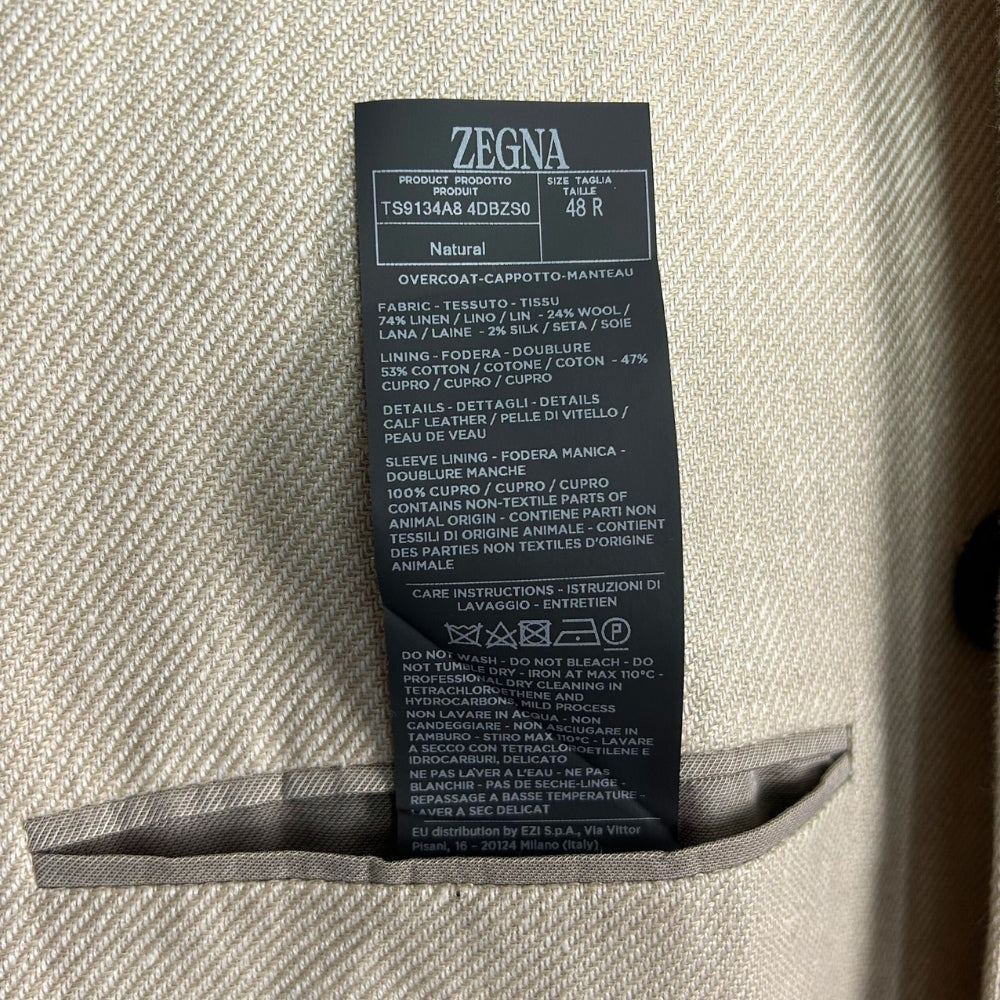 ZEGNA
PRODUCT PRODOTTO
PRODUIT
TS9134A8 4DBZS0
Natural
SIZE TAGLIA
TAILLE
48 R
OVERCOAT-CAPPOTTO-MANTEAU
FABRIC - TESSUTO - TISSU
74% LINEN / LINO / LIN - 24% WOOL /
LANA / LAINE - 2% SILK / SETA / SOIE
LINING - FODERA - DOUBLURE
53% COTTON / COTONE / COTON - 47%
CUPRO / CUPRO / CUPRO
DETAILS - DETTAGLI - DETAILS
CALF LEATHER / PELLE DI VITELLO /
PEAU DE VEAU
SLEEVE LINING - FODERA MANICA -
DOUBLURE MANCHE
100% CUPRO / CUPRO / CUPRO
CONTAINS NON-TEXTILE PARTS OF
ANIMAL ORIGIN - CONTIENE PARTI NON
TESSILI DI ORIGINE ANIMALE - CONTIENT
DES PARTIES NON TEXTILES D'ORIGINE
ANIMALE
CARE INSTRUCTIONS - ISTRUZIONI DI
LAVAGGIO - ENTRETIEN
P
DO NOT WASH - DO NOT BLEACH - DO
NOT TUMBLE DRY - IRON AT MAX 110°C -
PROFESSIONAL DRY CLEANING IN
TETRACHLOROETHENE AND
HYDROCARBONS, MILD PROCESS
NON LAVARE IN ACQUA - NON
CANDEGGIARE - NON ASCIUGARE IN
TAMBURO - STIRO MAX 110°C - LAVARE
A SECCO CON TETRACLOROETILENE E
IDROCARBURI, DELICATO
NE PAS LAVER A L'EAU - NE PAS
BLANCHIR - PAS DE SECHE-LINGE -
REPASSAGE A BASSE TEMPERATURE -
LAVER A SEC DELICAT
EU distribution by EZI S.p.A., Via Vittor
Pisani, 16 - 20124 Milano (Italy)